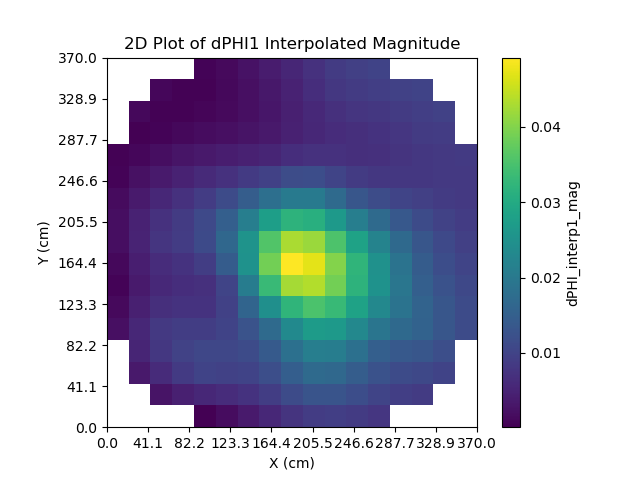 2D Plot of dPHI1 Interpolated Magnitude
370.0
328.9
287.7
246.6
205.5
164.4
123.3
82.2
41.1
0.0
Y (cm)
0.0 41.1 82.2 123.3 164.4 205.5 246.6 287.7 328.9 370.0
X (cm)
0.04
0.03
0.02
0.01
dPHI_interp1_mag